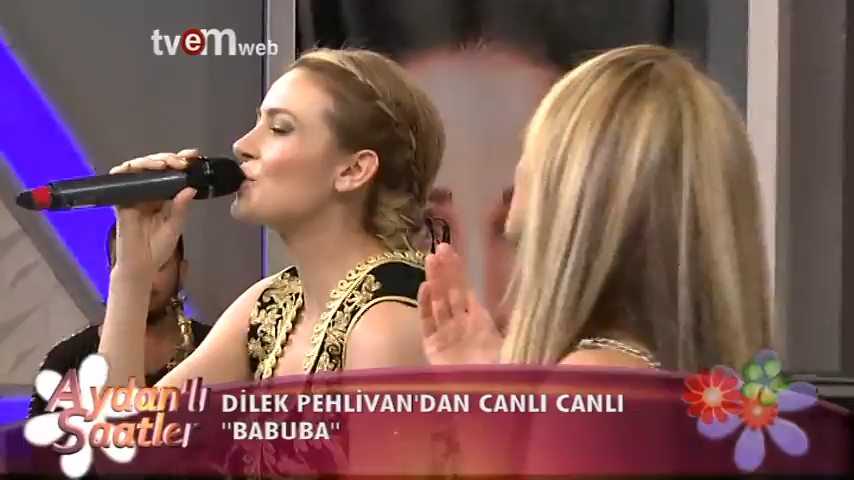 tvem web
DİLEK PEHLİVAN'DAN CANLI CANLI
"BABUBA"
Aydan'lı
Saatler